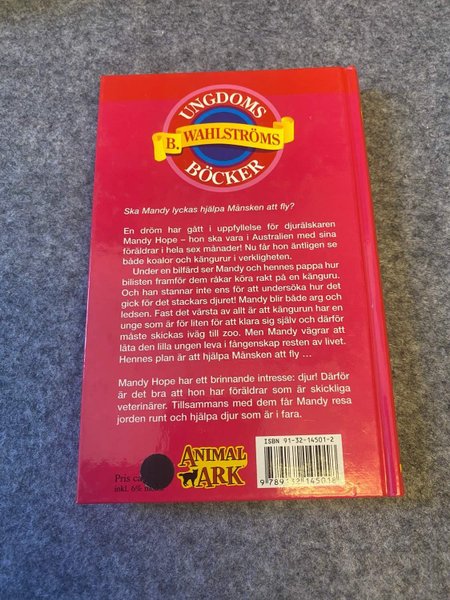 UNGDOMS
B. WAHLSTRÖMS
BÖCKER
Ska Mandy lyckas hjälpa Månsken att fly?
En dröm har gått i uppfyllelse för djurälskaren
Mandy Hope – hon ska vara i Australien med sina
föräldrar i hela sex månader! Nu får hon äntligen se
både koalor och kängurur i verkligheten.
Under en bilfärd ser Mandy och hennes pappa hur
bilisten framför dem råkar köra rakt på en känguru.
Och han stannar inte ens för att undersöka hur det
gick för det stackars djuret! Mandy blir både arg och
ledsen. Fast det värsta av allt är att kängurun har en
unge som är för liten för att klara sig själv och därför
måste skickas iväg till zoo. Men Mandy vägrar att
låta den lilla ungen leva i fångenskap resten av livet.
Hennes plan är att hjälpa Månsken att fly ...
Mandy Hope har ett brinnande intresse: djur! Därför
är det bra att hon har föräldrar som är skickliga
veterinärer. Tillsammans med dem får Mandy resa
jorden runt och hjälpa djur som är i fara.
ISBN 91-32-14501-2
ANIMAL
ARK
Pris
inkl. 6%
9 789132 145018